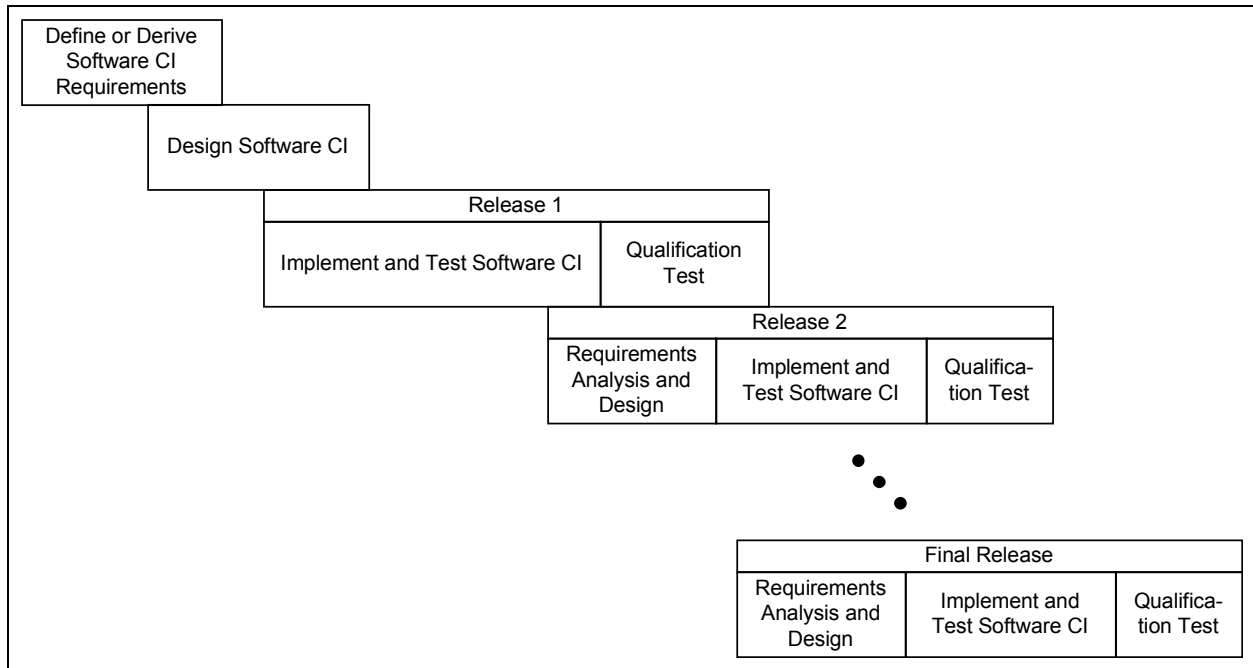 Define or Derive
Software CI
Requirements
Design Software CI
Release 1
Implement and Test Software CI
Qualification
Test
Release 2
Requirements
Analysis and
Design
Implement and
Test Software CI
Qualifica-
tion Test
Final Release
Requirements
Analysis and
Design
Implement and
Test Software CI
Qualifica-
tion Test